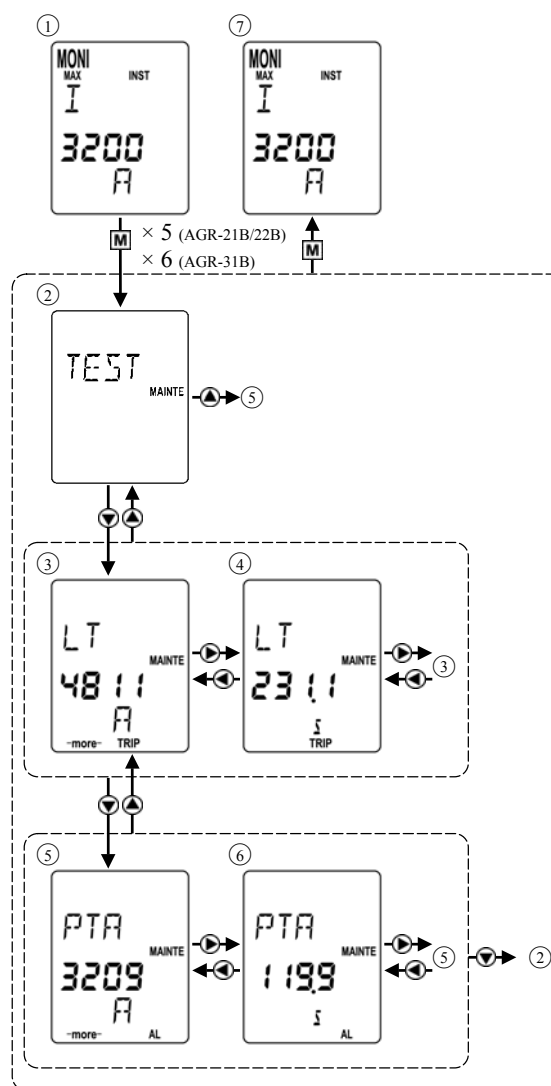 ① ⑦
MONI
MAX INST
I
3200
A
MONI
MAX INST
I
3200
A
M × 5 (AGR-21B/22B)
× 6 (AGR-31B)
M
②
TEST
MAINTE
⑤
③ ④
LT
MAINTE
4811
A
-more- TRIP
LT
MAINTE
231.1
s
TRIP
③
⑤ ⑥
PTA
MAINTE
3209
A
-more- AL
PTA
MAINTE
119.9
s
AL
⑤
②